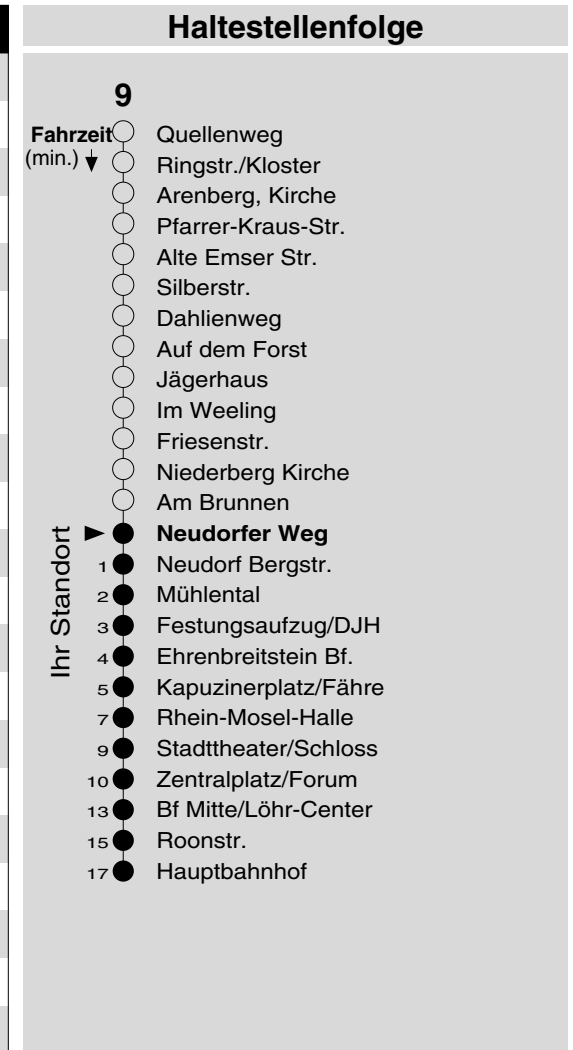 Haltestellenfolge
9
Fahrzeit Quellenweg
(min.) Ringstr./Kloster
Arenberg, Kirche
Pfarrer-Kraus-Str.
Alte Emser Str.
Silberstr.
Dahlienweg
Auf dem Forst
Jägerhaus
Im Weeling
Friesenstr.
Niederberg Kirche
Am Brunnen
Ihr Standort
Neudorfer Weg
1 Neudorf Bergstr.
2 Mühlental
3 Festungsaufzug/DJH
4 Ehrenbreitstein Bf.
5 Kapuzinerplatz/Fähre
7 Rhein-Mosel-Halle
9 Stadttheater/Schloss
10 Zentralplatz/Forum
13 Bf Mitte/Löhr-Center
15 Roonstr.
17 Hauptbahnhof